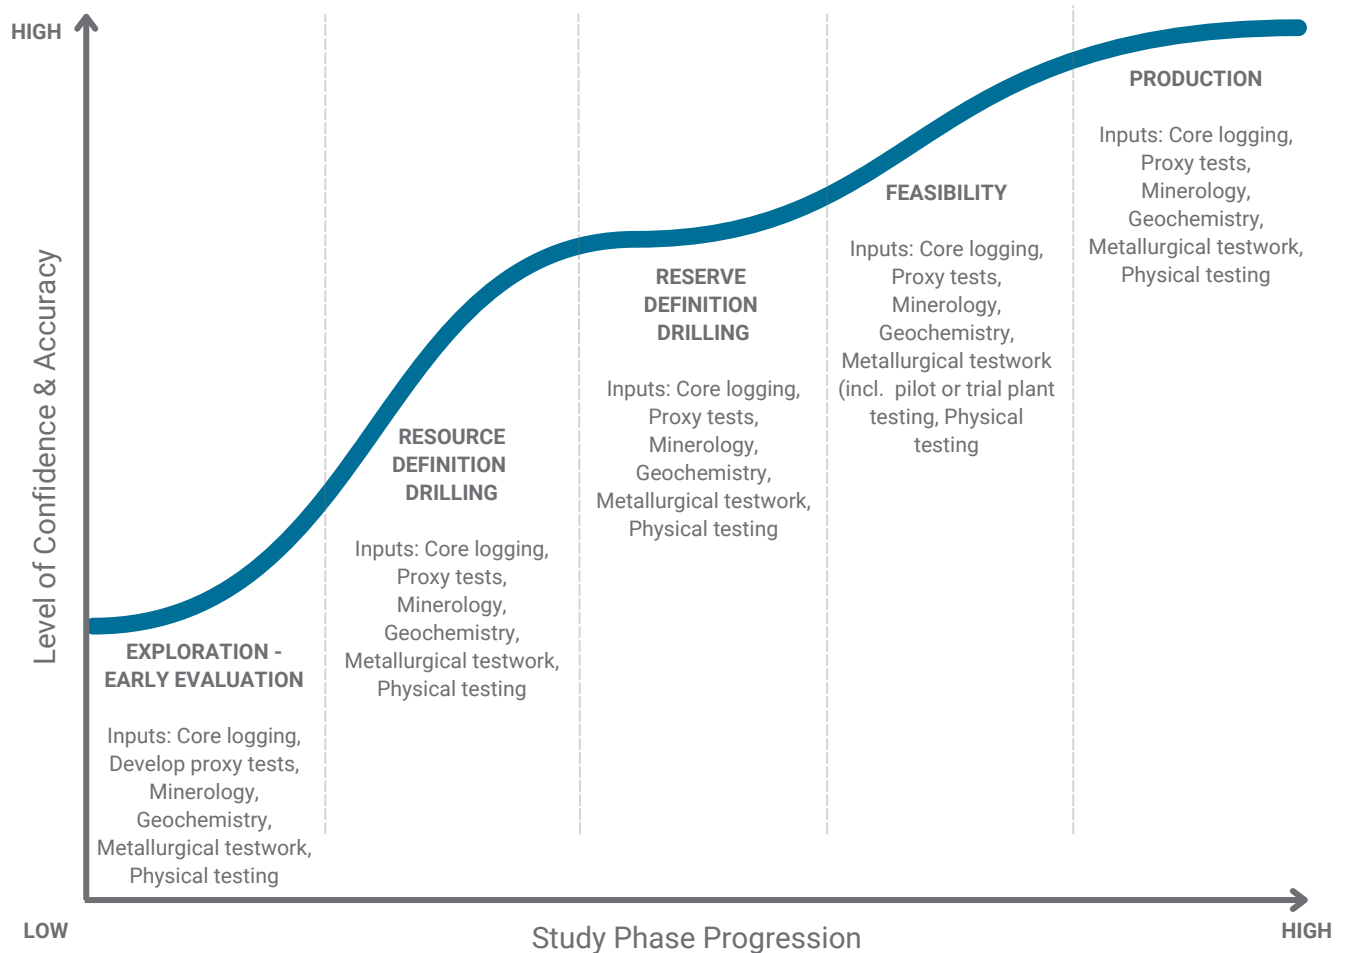 HIGH
Level of Confidence & Accuracy
EXPLORATION -
EARLY EVALUATION
Inputs: Core logging,
Develop proxy tests,
Minerology,
Geochemistry,
Metallurgical testwork,
Physical testing
RESOURCE
DEFINITION
DRILLING
Inputs: Core logging,
Proxy tests,
Minerology,
Geochemistry,
Metallurgical testwork,
Physical testing
RESERVE
DEFINITION
DRILLING
Inputs: Core logging,
Proxy tests,
Minerology,
Geochemistry,
Metallurgical testwork,
Physical testing
FEASIBILITY
Inputs: Core logging,
Proxy tests,
Minerology,
Geochemistry,
Metallurgical testwork
(incl. pilot or trial plant
testing, Physical
testing
PRODUCTION
Inputs: Core logging,
Proxy tests,
Minerology,
Geochemistry,
Metallurgical testwork,
Physical testing
LOW
Study Phase Progression
HIGH